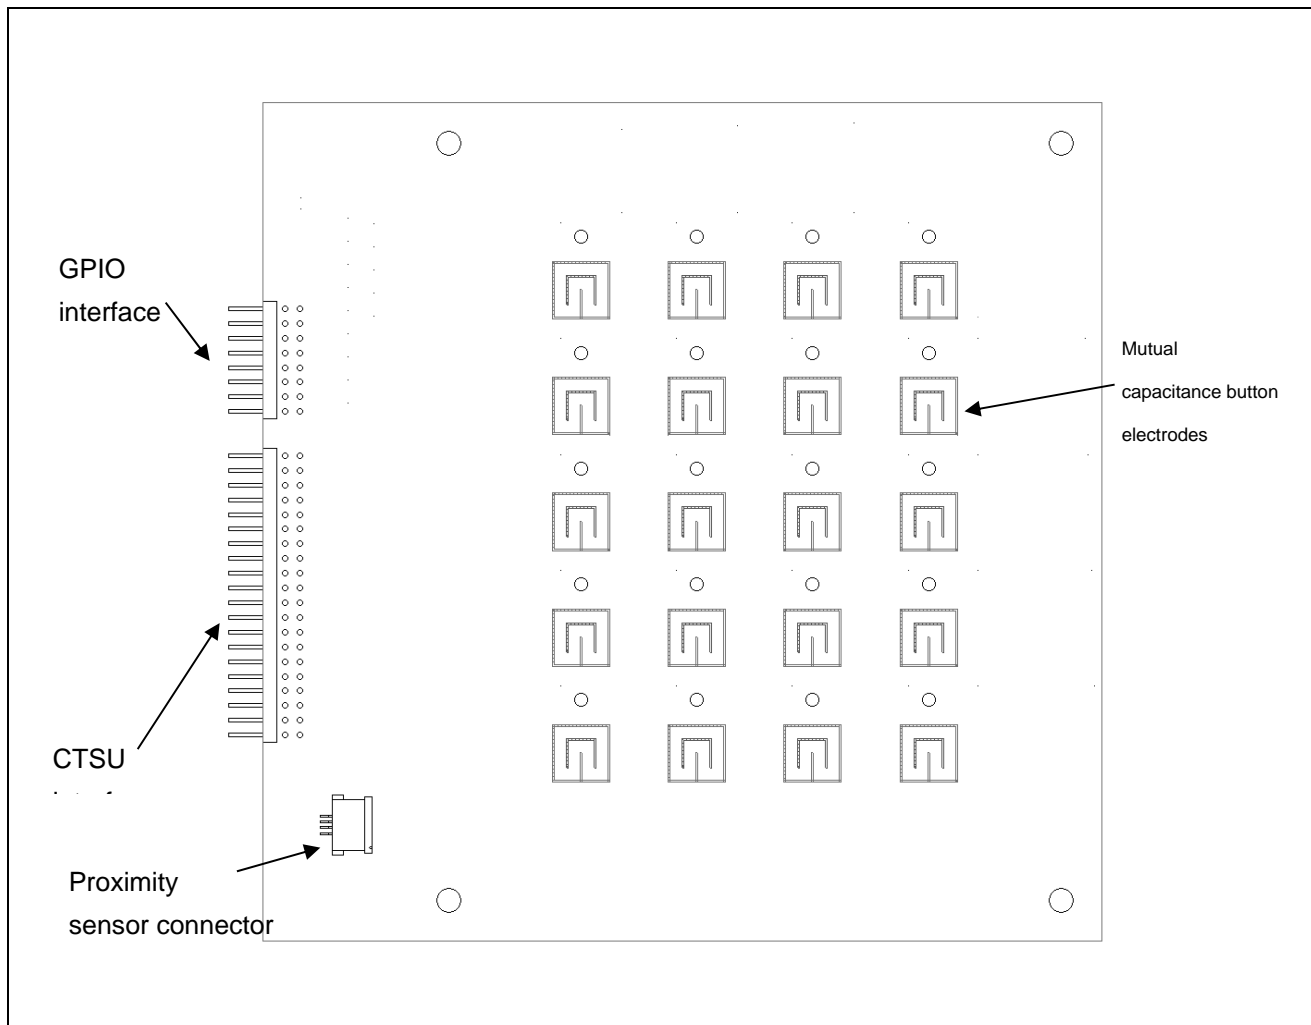 GPIO
interface
Mutual
capacitance button
electrodes
CTSU
Proximity
sensor connector